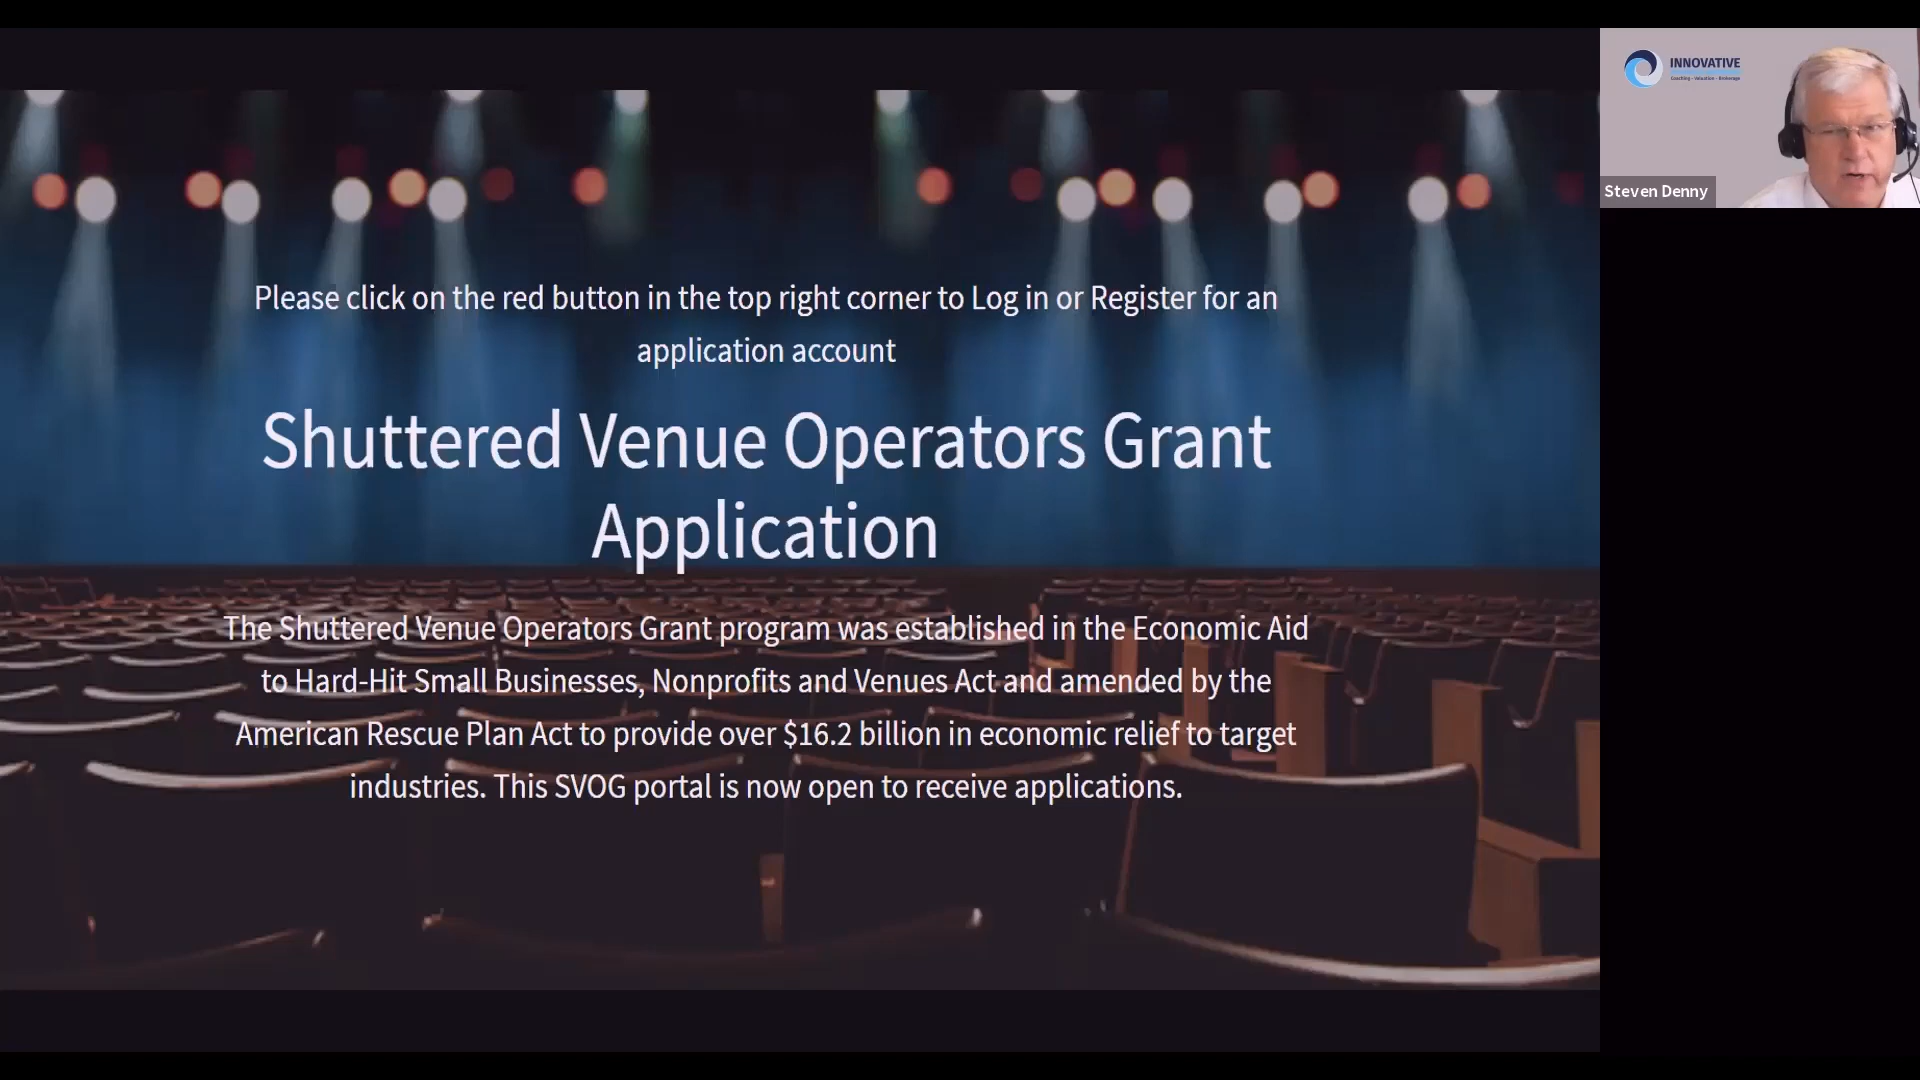 Please click on the red button in the top right corner to Log in or Register for an
application account
Shuttered Venue Operators Grant
Application
The Shuttered Venue Operators Grant program was established in the Economic Aid
to Hard-Hit Small Businesses, Nonprofits and Venues Act and amended by the
American Rescue Plan Act to provide over $16.2 billion in economic relief to target
industries. This SVOG portal is now open to receive applications.
INNOVATIVE
Coaching - Valuation - Brokerage
Steven Denny